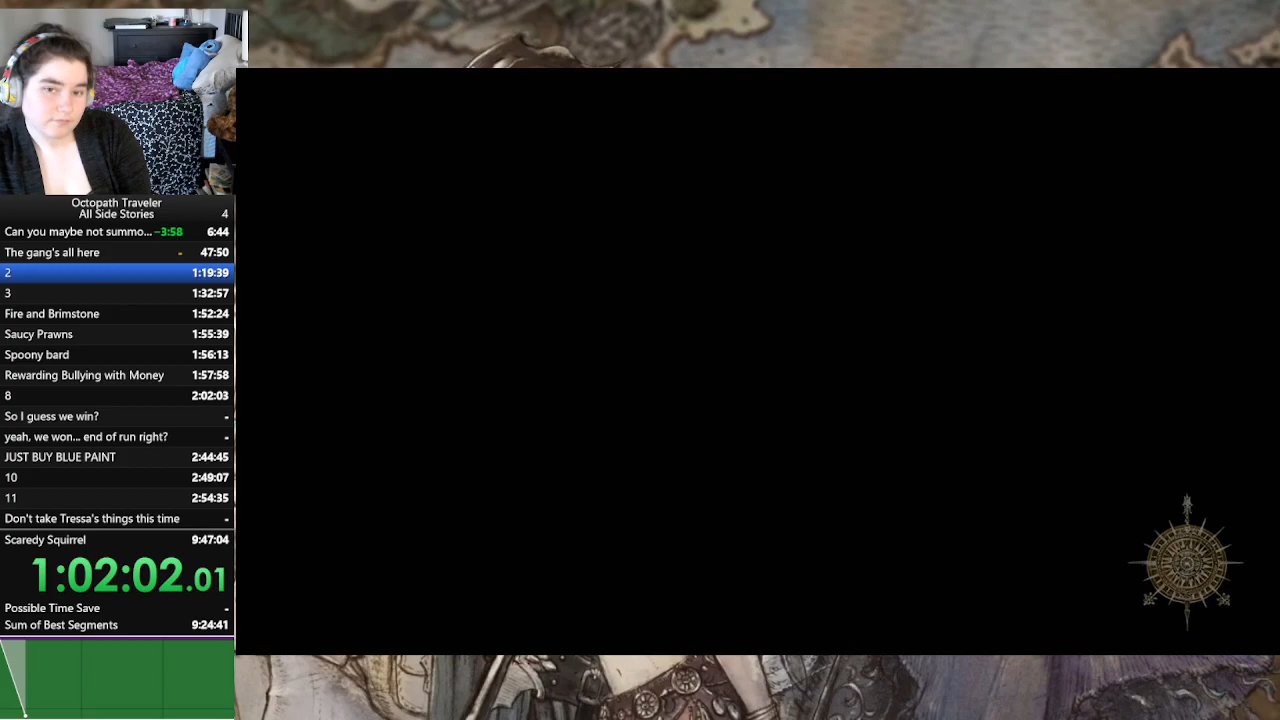 Octopath Traveler
All Side Stories 4
Can you maybe not summo... −3:58 6:44
The gang's all here - 47:50
2 1:19:39
3 1:32:57
Fire and Brimstone 1:52:24
Saucy Prawns 1:55:39
Spoony bard 1:56:13
Rewarding Bullying with Money 1:57:58
8 2:02:03
So I guess we win? -
yeah, we won... end of run right? -
JUST BUY BLUE PAINT 2:44:45
10 2:49:07
11 2:54:35
Don't take Tressa's things this time -
Scaredy Squirrel 9:47:04
1:02:02.01
Possible Time Save -
Sum of Best Segments 9:24:41